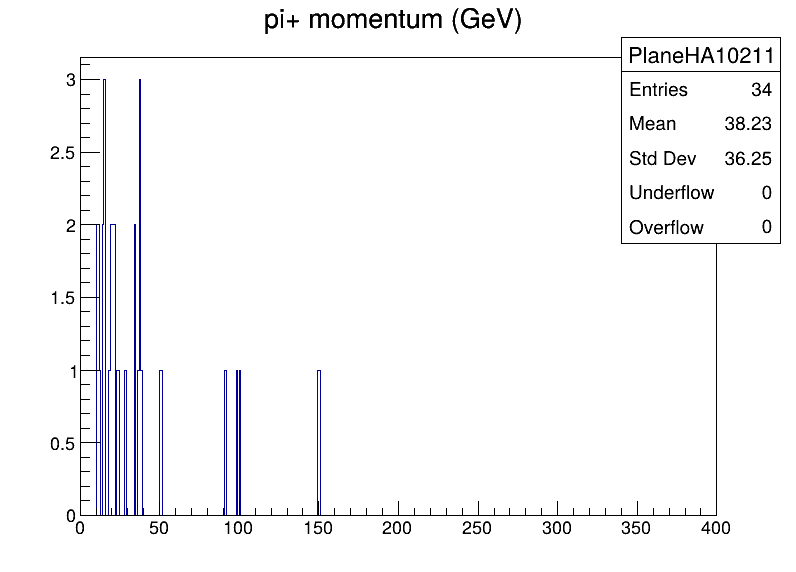 pi+ momentum (GeV)
PlaneHA10211
Entries 34
Mean 38.23
Std Dev 36.25
Underflow 0
Overflow 0
3
2.5
2
1.5
1
0.5
0
0 50 100 150 200 250 300 350 400